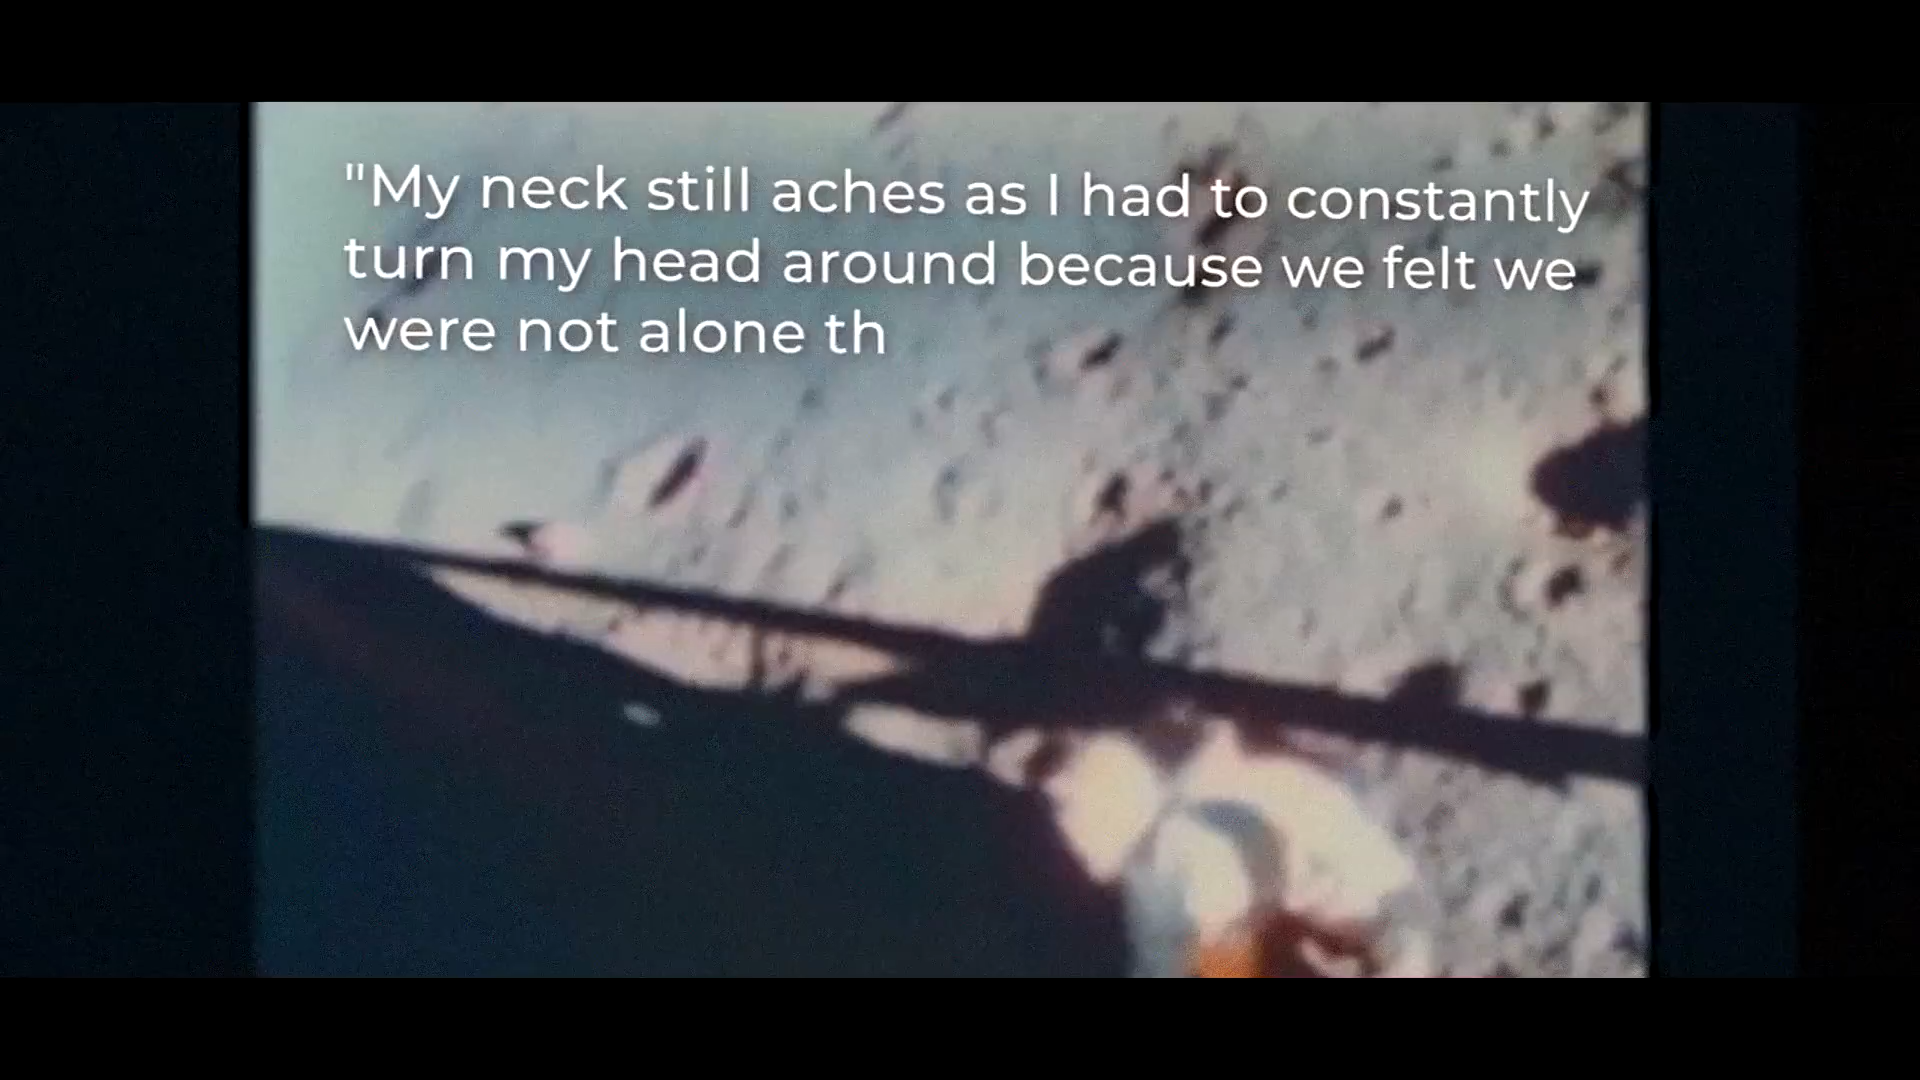 "My neck still aches as I had to constantly
turn my head around because we felt we
were not alone th